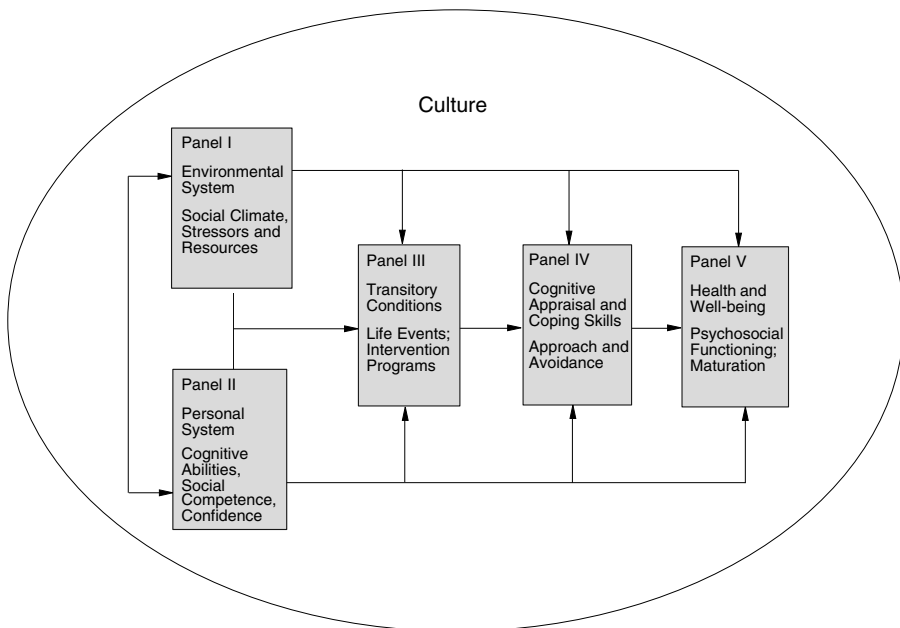 Culture
Panel I
Environmental
System
Social Climate,
Stressors and
Resources
Panel II
Personal
System
Cognitive
Abilities,
Social
Competence,
Confidence
Panel III
Transitory
Conditions
Life Events;
Intervention
Programs
Panel IV
Cognitive
Appraisal and
Coping Skills
Approach and
Avoidance
Panel V
Health and
Well-being
Psychosocial
Functioning;
Maturation